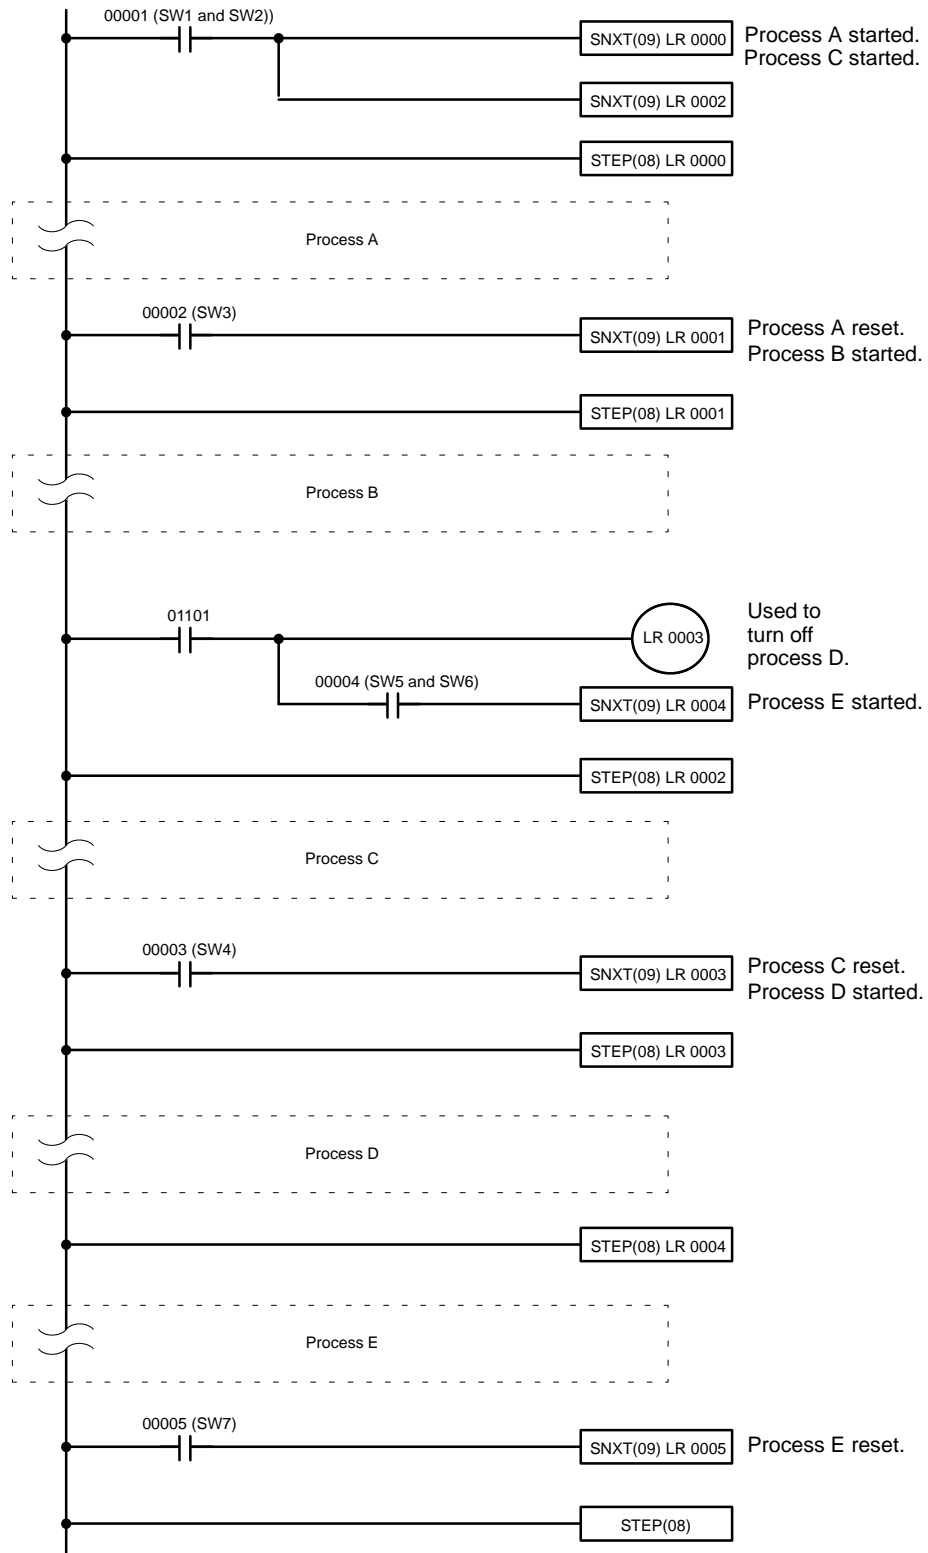 00001 (SW1 and SW2))
SNXT(09) LR 0000
Process A started.
Process C started.
SNXT(09) LR 0002
STEP(08) LR 0000
Process A
00002 (SW3)
SNXT(09) LR 0001
Process A reset.
Process B started.
STEP(08) LR 0001
Process B
01101
LR 0003
Used to
turn off
process D.
00004 (SW5 and SW6)
SNXT(09) LR 0004
Process E started.
STEP(08) LR 0002
Process C
00003 (SW4)
SNXT(09) LR 0003
Process C reset.
Process D started.
STEP(08) LR 0003
Process D
STEP(08) LR 0004
Process E
00005 (SW7)
SNXT(09) LR 0005
Process E reset.
STEP(08)